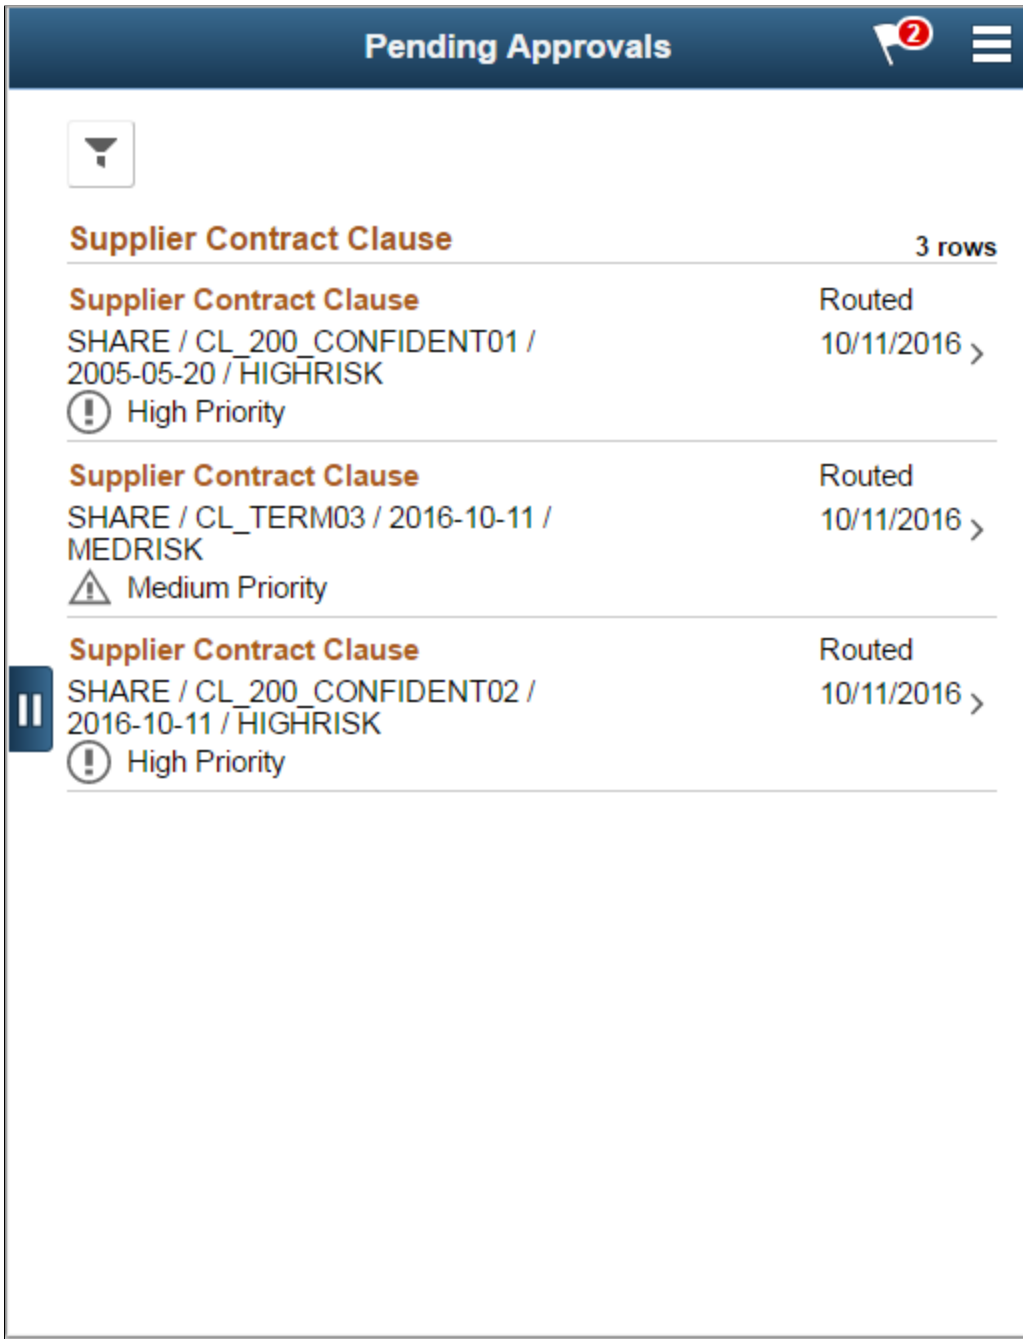 Pending Approvals
2
Supplier Contract Clause
3 rows
Supplier Contract Clause
Routed
SHARE / CL_200_CONFIDENT01 /
2005-05-20 / HIGHRISK
10/11/2016
High Priority
Supplier Contract Clause
Routed
SHARE / CL_TERM03 / 2016-10-11 /
MEDRISK
10/11/2016
Medium Priority
Supplier Contract Clause
Routed
SHARE / CL_200_CONFIDENT02 /
2016-10-11 / HIGHRISK
10/11/2016
High Priority